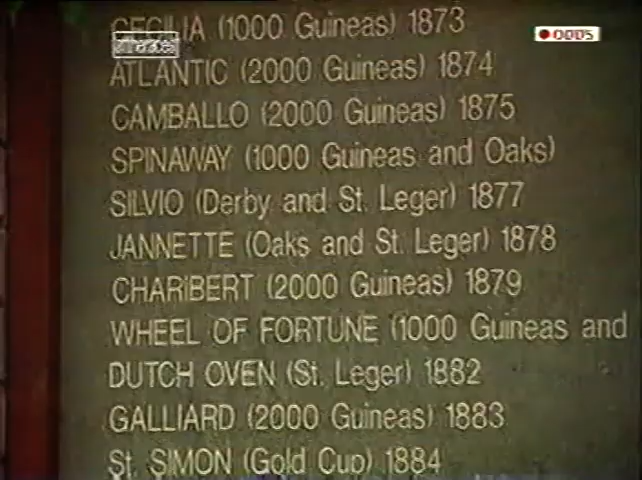 CECILIA (1000 Guineas) 1873
attheraces
ODDS
ATLANTIC (2000 Guineas) 1874
CAMBALLO (2000 Guineas) 1875
SPINAWAY (1000 Guineas and Oaks)
SILVIO (Derby and St. Leger) 1877
JANNETTE (Oaks and St. Leger) 1878
CHARIBERT (2000 Guineas) 1879
WHEEL OF FORTUNE (1000 Guineas and
DUTCH OVEN (St. Leger) 1882
GALLIARD (2000 Guineas) 1883
St. SIMON (Gold Cup) 1884